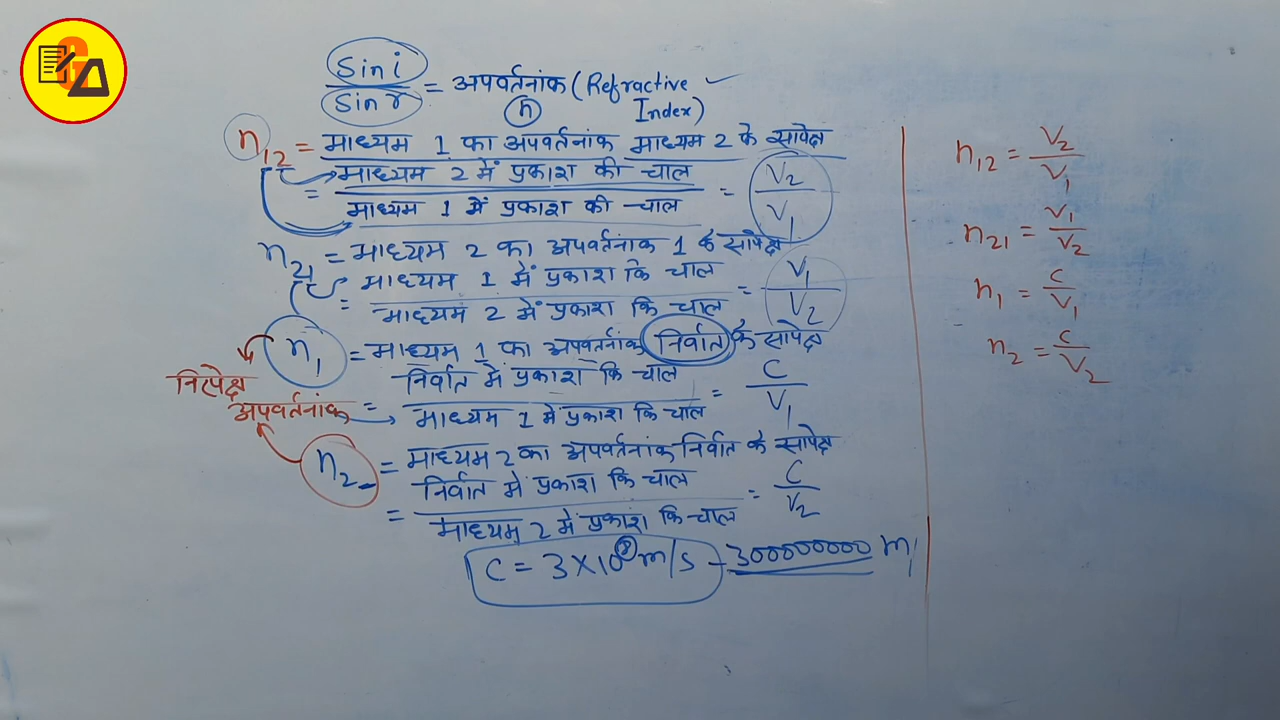 Sin i / Sin r = अपवर्तनांक (Refractive Index) ✓
n
n12 = माध्यम 1 का अपवर्तनांक माध्यम 2 के सापेक्ष
= माध्यम 2 में प्रकाश की चाल / माध्यम 1 में प्रकाश की चाल = V2 / V1
n21 = माध्यम 2 का अपवर्तनांक 1 के सापेक्ष
= माध्यम 1 में प्रकाश कि चाल / माध्यम 2 में प्रकाश कि चाल = V1 / V2
n1 = माध्यम 1 का अपवर्तनांक निर्वात के सापेक्ष
निरपेक्ष अपवर्तनांक
= निर्वात में प्रकाश कि चाल / माध्यम 1 में प्रकाश कि चाल = C / V1
n2 = माध्यम 2 का अपवर्तनांक निर्वात के सापेक्ष
= निर्वात में प्रकाश कि चाल / माध्यम 2 में प्रकाश कि चाल = C / V2
C = 3×10⁸ m/s - 300000000 m/
n12 = V2 / V1
n21 = V1 / V2
n1 = C / V1
n2 = C / V2